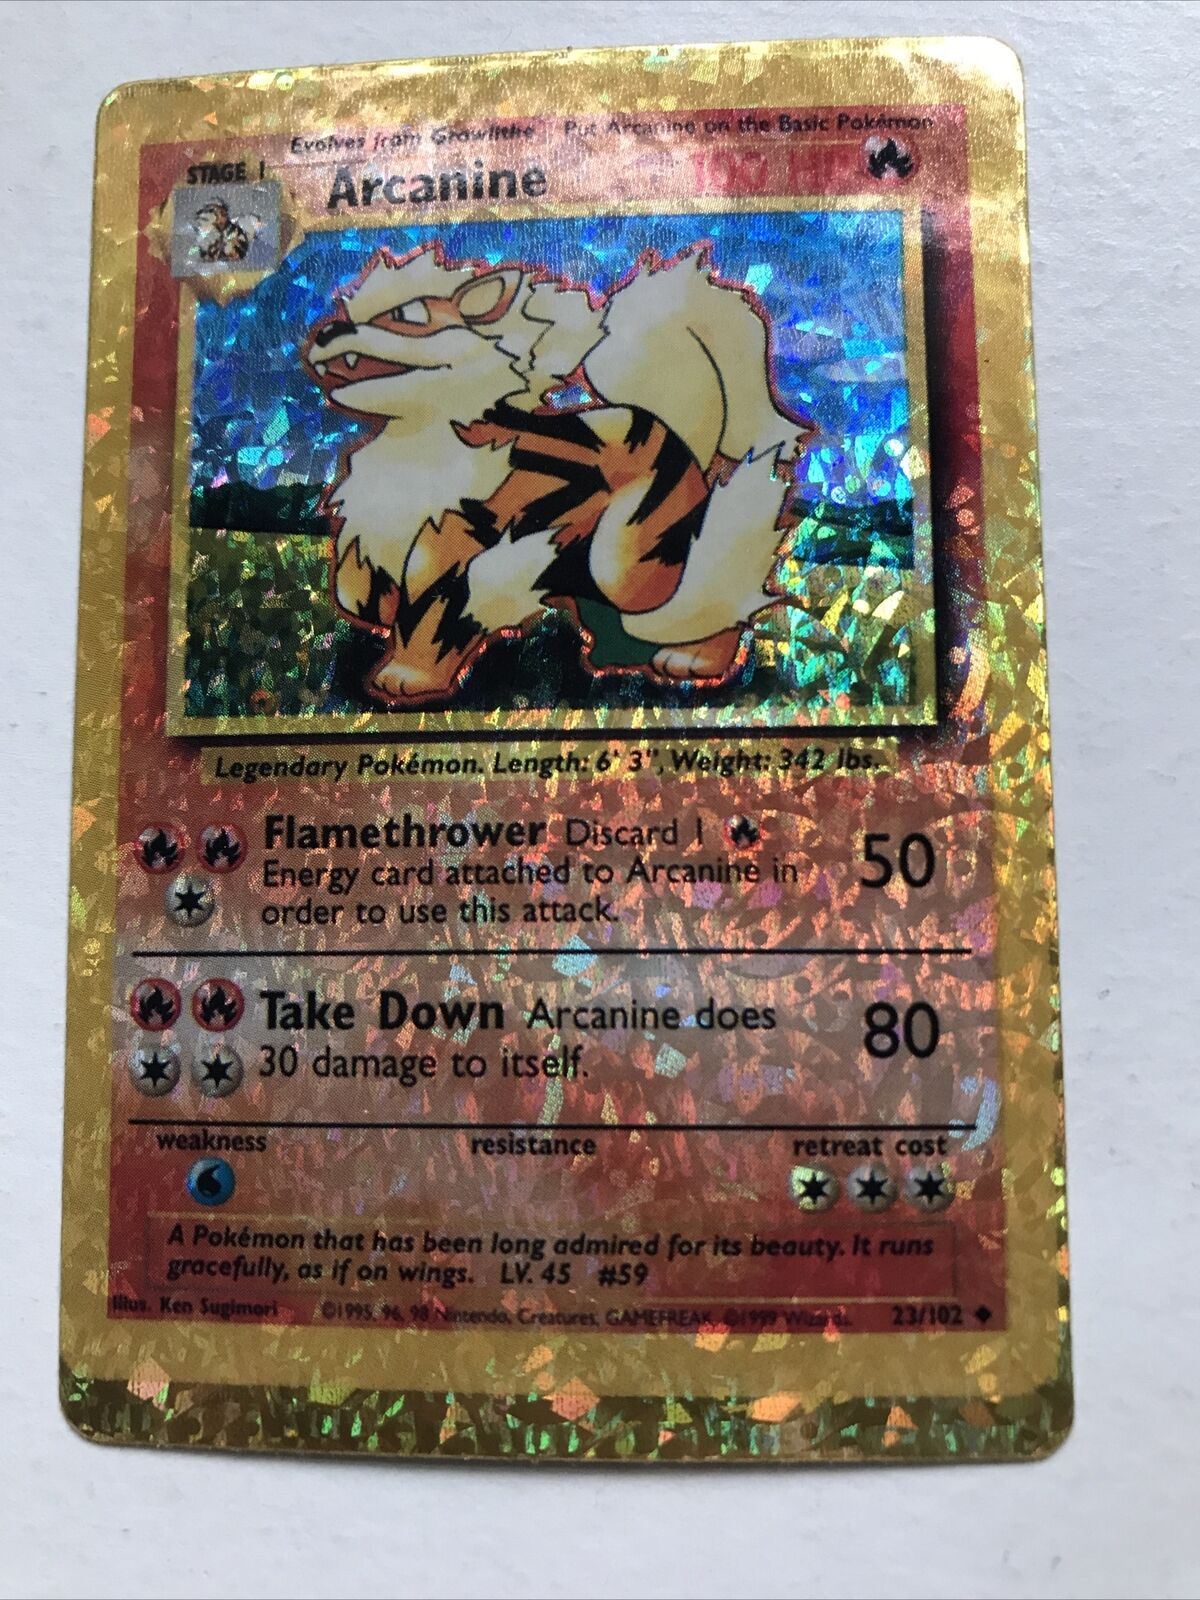 Evolves from Growlithe Put Arcanine on the Basic Pokémon
STAGE 1
Arcanine 100 HP
Legendary Pokémon. Length: 6' 3", Weight: 342 lbs.
Flamethrower Discard 1
Energy card attached to Arcanine in
order to use this attack.
50
Take Down Arcanine does
30 damage to itself.
80
weakness resistance retreat cost
A Pokémon that has been long admired for its beauty. It runs
gracefully, as if on wings. LV. 45 #59
Illus. Ken Sugimori ©1995, 96, 98 Nintendo, Creatures, GAMEFREAK, ©1999 Wizards. 23/102